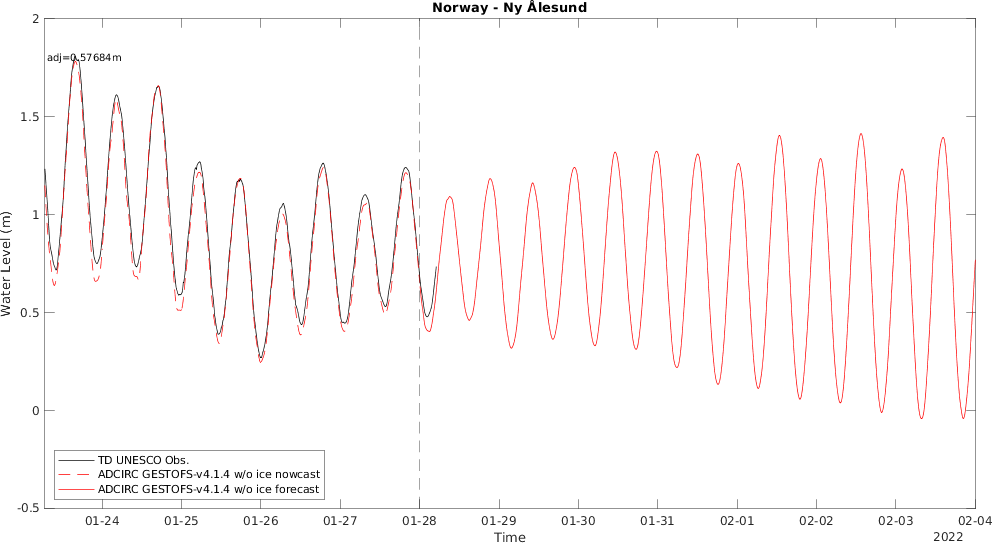 Norway - Ny Ålesund
2
adj=0.57684m
1.5
1
0.5
0
-0.5
Water Level (m)
TD UNESCO Obs.
ADCIRC GESTOFS-v4.1.4 w/o ice nowcast
ADCIRC GESTOFS-v4.1.4 w/o ice forecast
01-24 01-25 01-26 01-27 01-28 01-29 01-30 01-31 02-01 02-02 02-03 02-04
Time
2022